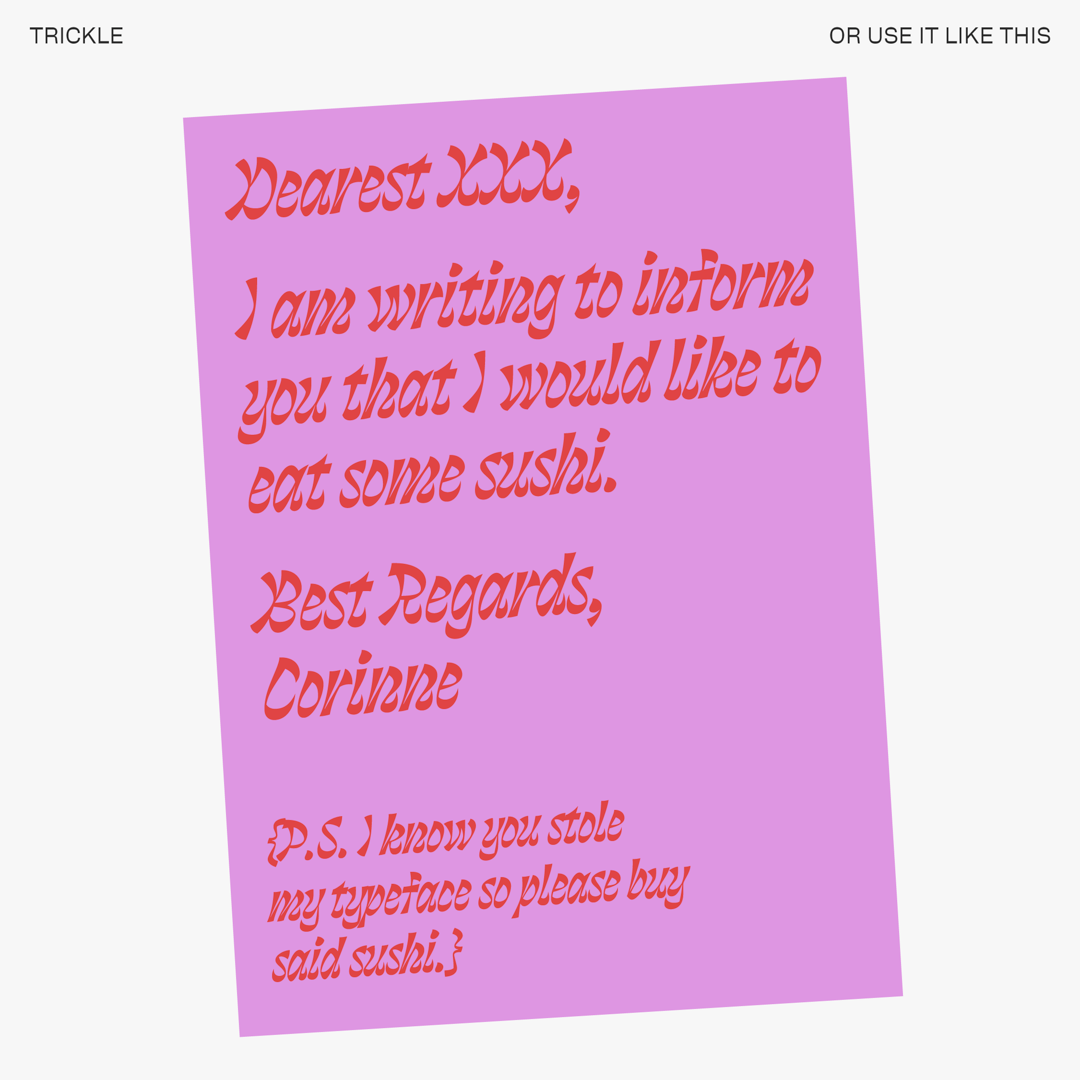 TRICKLE
OR USE IT LIKE THIS
Dearest XXX,
I am writing to inform
you that I would like to
eat some sushi.
Best Regards,
Corinne
{P.S. I know you stole
my typeface so please buy
said sushi.}